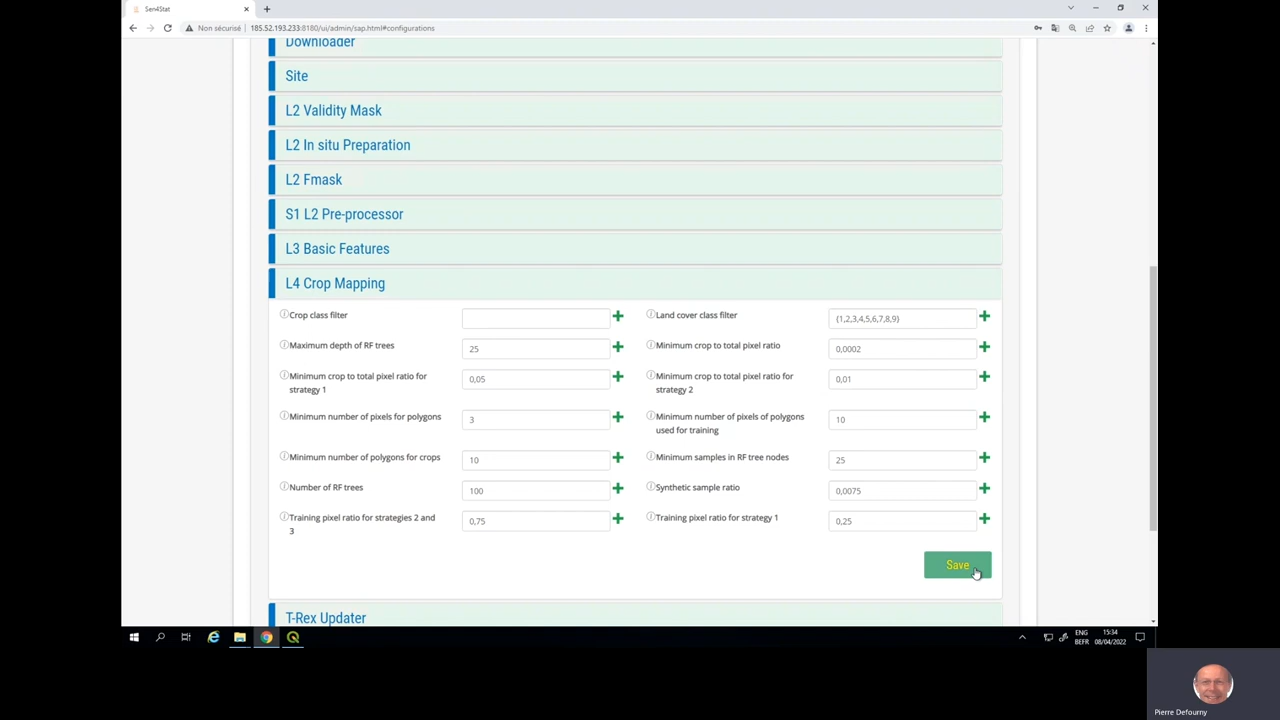 Sen4Stat
Non sécurisé
185.52.193.233:8180/ui/admin/sap.html#configurations
Downloader
Site
L2 Validity Mask
L2 In situ Preparation
L2 Fmask
S1 L2 Pre-processor
L3 Basic Features
L4 Crop Mapping
Crop class filter
Land cover class filter
{1,2,3,4,5,6,7,8,9}
Maximum depth of RF trees
25
Minimum crop to total pixel ratio
0,0002
Minimum crop to total pixel ratio for
strategy 1
0,05
Minimum crop to total pixel ratio for
strategy 2
0,01
Minimum number of pixels for polygons
3
Minimum number of pixels of polygons
used for training
10
Minimum number of polygons for crops
10
Minimum samples in RF tree nodes
25
Number of RF trees
100
Synthetic sample ratio
0,0075
Training pixel ratio for strategies 2 and
3
0,75
Training pixel ratio for strategy 1
0,25
Save
T-Rex Updater
ENG
BEFR
15:34
08/04/2022
Pierre Defourny